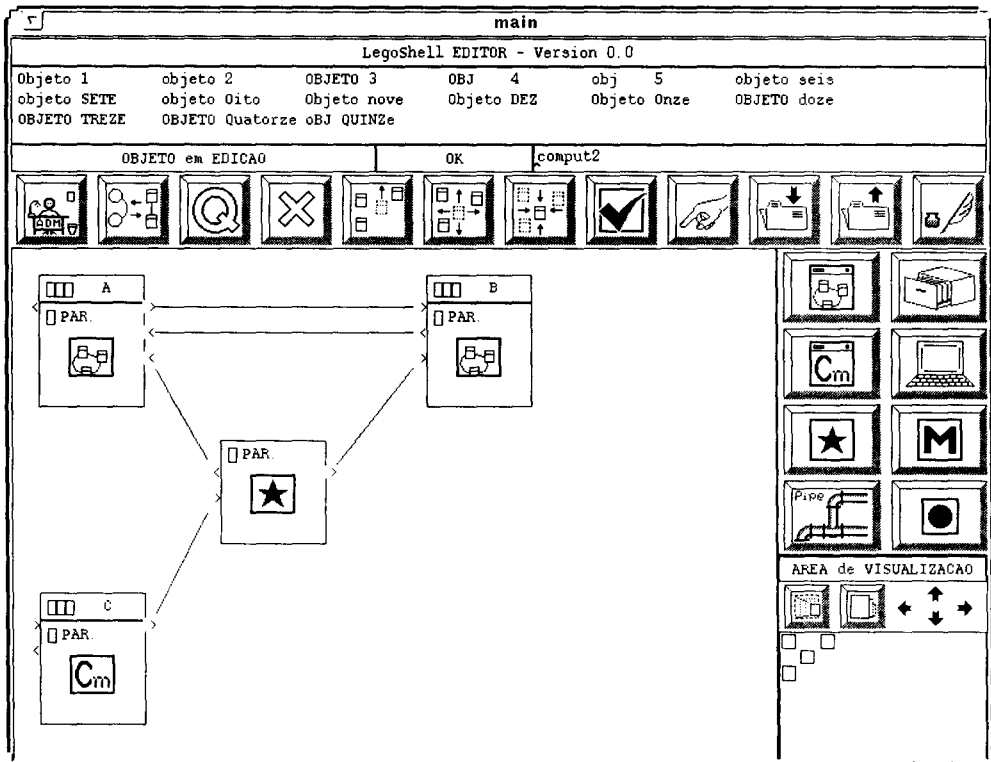 main
LegoShell EDITOR - Version 0.0
Objeto 1 objeto 2 OBJETO 3 OBJ 4 obj 5 objeto seis
objeto SETE objeto Oito Objeto nove Objeto DEZ Objeto Onze OBJETO doze
OBJETO TREZE OBJETO Quatorze oBJ QUINZe
OBJETO em EDICAO OK comput2
ADM Q
A B
PAR. PAR.
Cm
PAR.
M
Pipe
AREA de VISUALIZACAO
C
PAR.
Cm